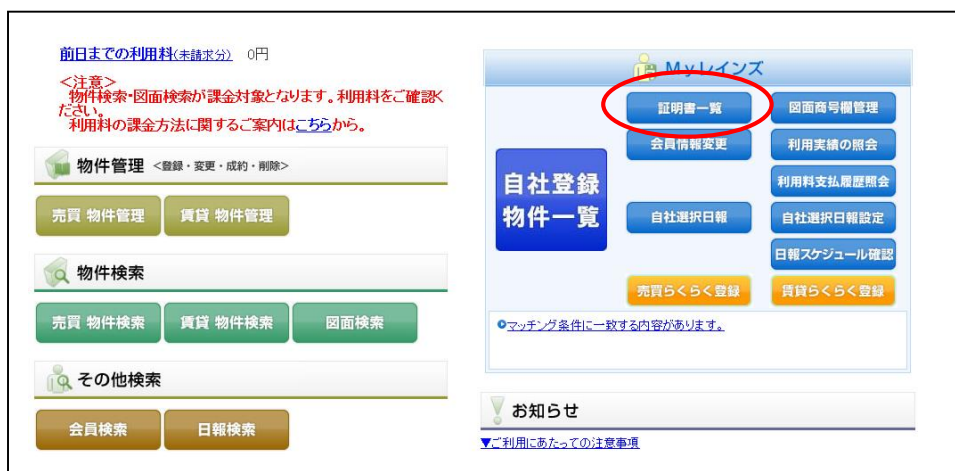 前日までの利用料(未請求分) 0円
＜注意＞
物件検索・図面検索が課金対象となります。利用料をご確認く
ださい。
利用料の課金方法に関するご案内はこちらから。
物件管理 <登録・変更・成約・削除>
売買 物件管理 賃貸 物件管理
物件検索
売買 物件検索 賃貸 物件検索 図面検索
その他検索
会員検索 日報検索
Myレインズ
証明書一覧 図面商号欄管理
会員情報変更 利用実績の照会
自社登録
物件一覧
利用料支払履歴照会
自社選択日報 自社選択日報設定
日報スケジュール確認
売買らくらく登録 賃貸らくらく登録
マッチング条件に一致する内容があります。
お知らせ
▼ご利用にあたっての注意事項